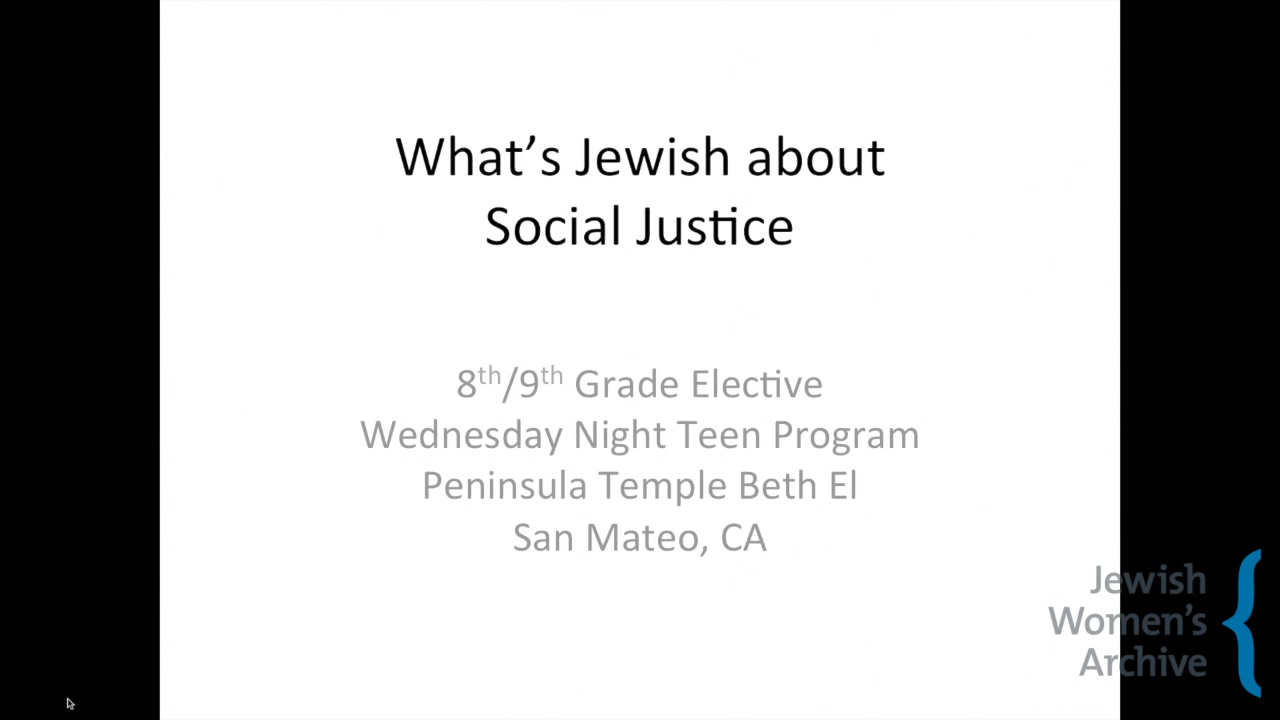 What's Jewish about
Social Justice
8th/9th Grade Elective
Wednesday Night Teen Program
Peninsula Temple Beth El
San Mateo, CA
Jewish
Women's
Archive